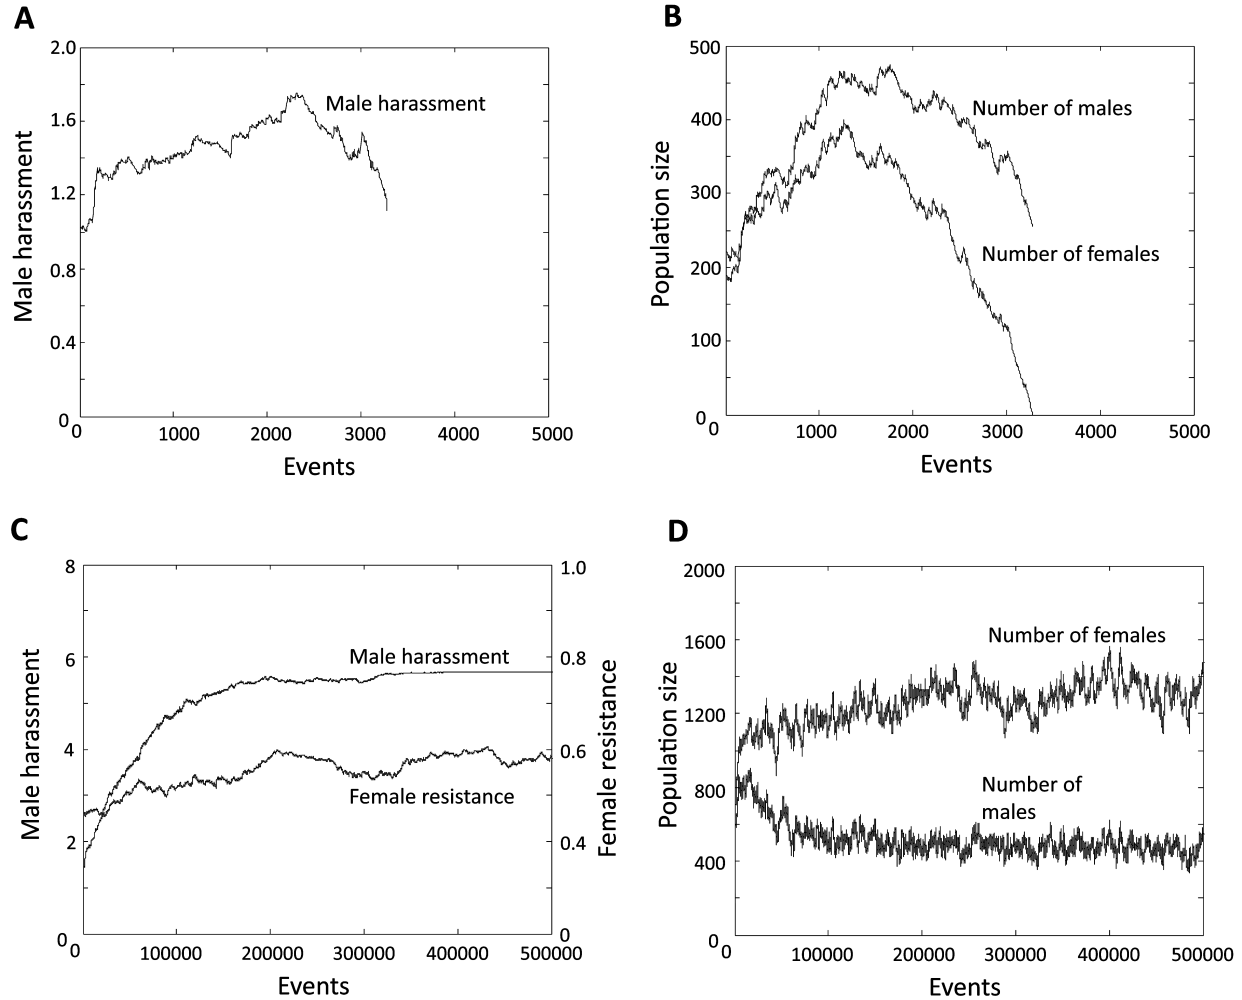 A
2.0
1.6
1.2
0.8
0.4
0
Male harassment
Male harassment
0
1000
2000
3000
4000
5000
Events
B
500
400
300
200
100
0
Population size
Number of males
Number of females
0
1000
2000
3000
4000
5000
Events
C
8
6
4
2
0
Male harassment
Male harassment
Female resistance
1.0
0.8
0.6
0.4
0
Female resistance
0
100000
200000
300000
400000
500000
Events
D
2000
1600
1200
800
400
0
Population size
Number of females
Number of
males
0
100000
200000
300000
400000
500000
Events